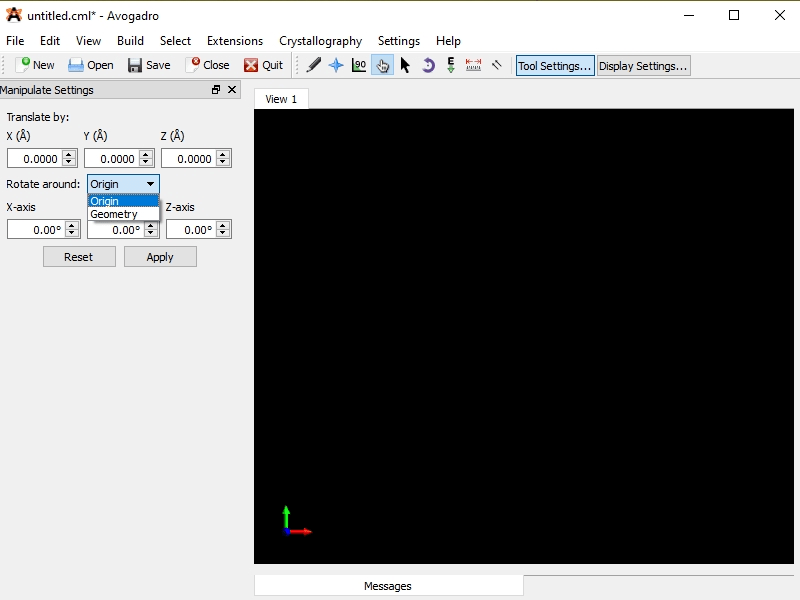 untitled.cml* - Avogadro
File Edit View Build Select Extensions Crystallography Settings Help
New Open Save Close Quit 90 E Tool Settings... Display Settings...
Manipulate Settings
View 1
Translate by:
X (Å) Y (Å) Z (Å)
0.0000 0.0000 0.0000
Rotate around: Origin
Origin
X-axis Z-axis
Geometry
0.00° 0.00° 0.00°
Reset Apply
Messages